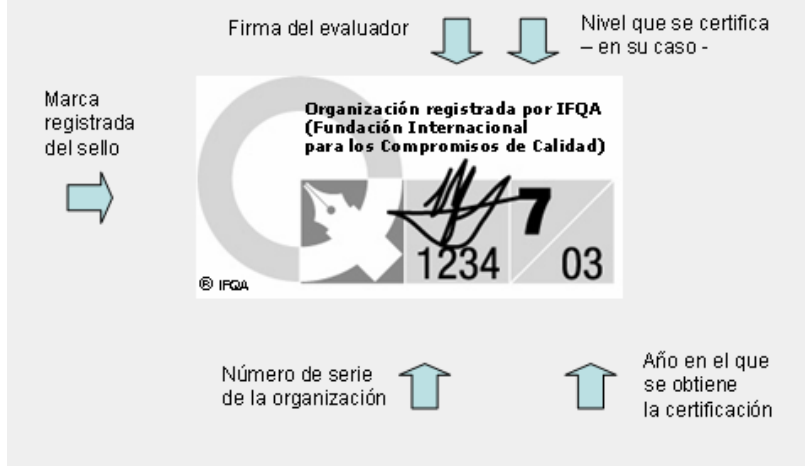 Firma del evaluador
Nivel que se certifica
– en su caso -
Marca
registrada
del sello
Organización registrada por IFQA
(Fundación Internacional
para los Compromisos de Calidad)
7
1234
03
® IFQA
Número de serie
de la organización
Año en el que
se obtiene
la certificación